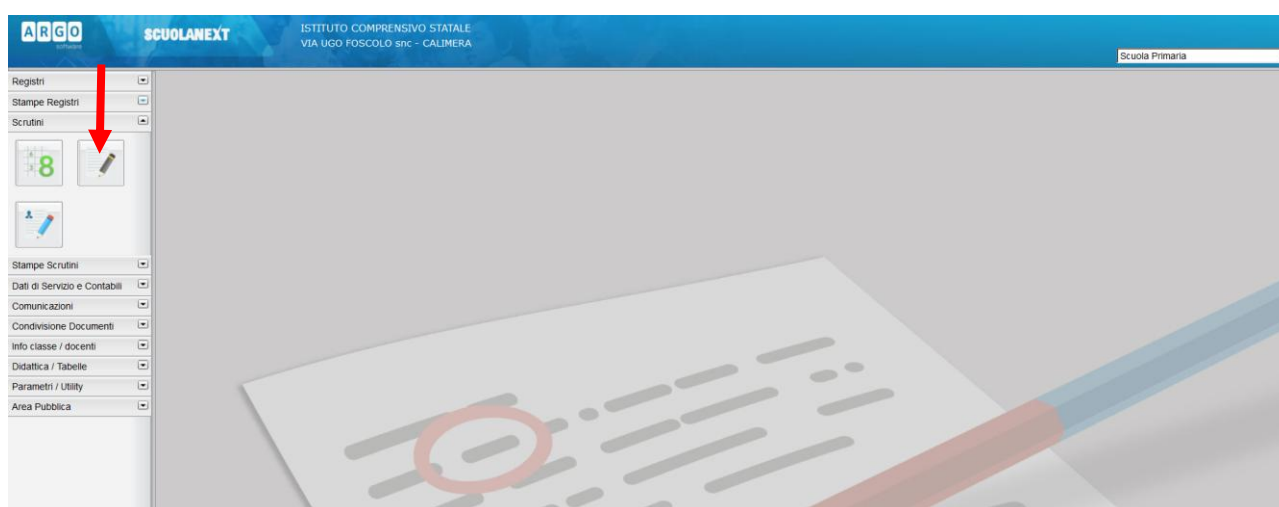 ARGO
software
SCUOLANEXT
ISTITUTO COMPRENSIVO STATALE
VIA UGO FOSCOLO snc - CALIMERA
Scuola Primaria
Registri
Stampe Registri
Scrutini
8
Stampe Scrutini
Dati di Servizio e Contabili
Comunicazioni
Condivisione Documenti
Info classe / docenti
Didattica / Tabelle
Parametri / Utility
Area Pubblica